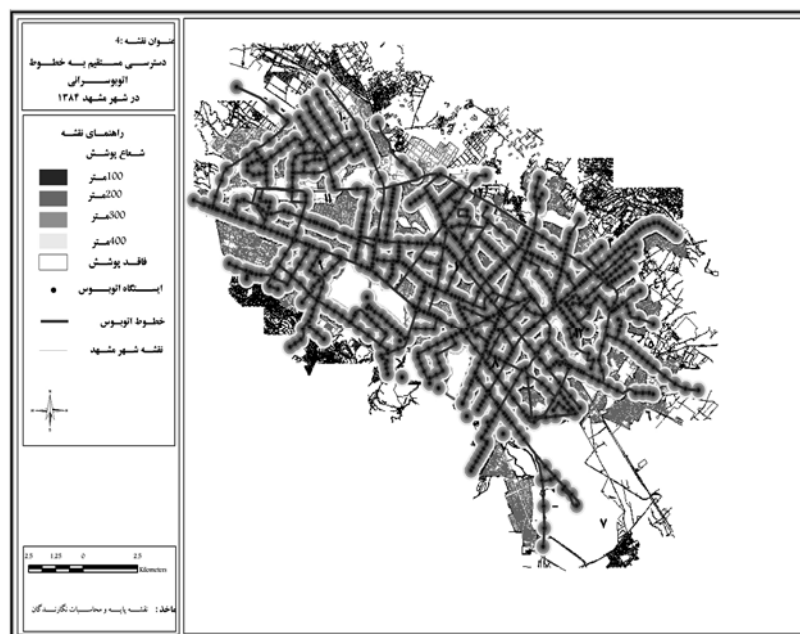 عنوان نقشه :4
دسترسی مستقیم به خطوط
اتوبوسرانی
در شهر مشهد ۱۳۸۴
راهنمای نقشه
شعاع پوشش
100متر
200متر
300متر
400متر
فاقد پوشش
ایستگاه اتوبوس
خطوط اتوبوس
نقشه شهر مشهد
2.5 1.25 0 2.5
Kilometers
ماخذ : نقشه پایه و محاسبات نگارندگان
۷